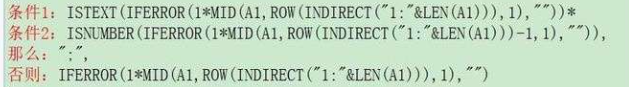 条件1: ISTEXT(IFERROR(1*MID(A1,ROW(INDIRECT("1:"&LEN(A1))),1),""))*
条件2: ISNUMBER(IFERROR(1*MID(A1,ROW(INDIRECT("1:"&LEN(A1)))-1,1),"")),
那么: ";",
否则: IFERROR(1*MID(A1,ROW(INDIRECT("1:"&LEN(A1))),1),"")